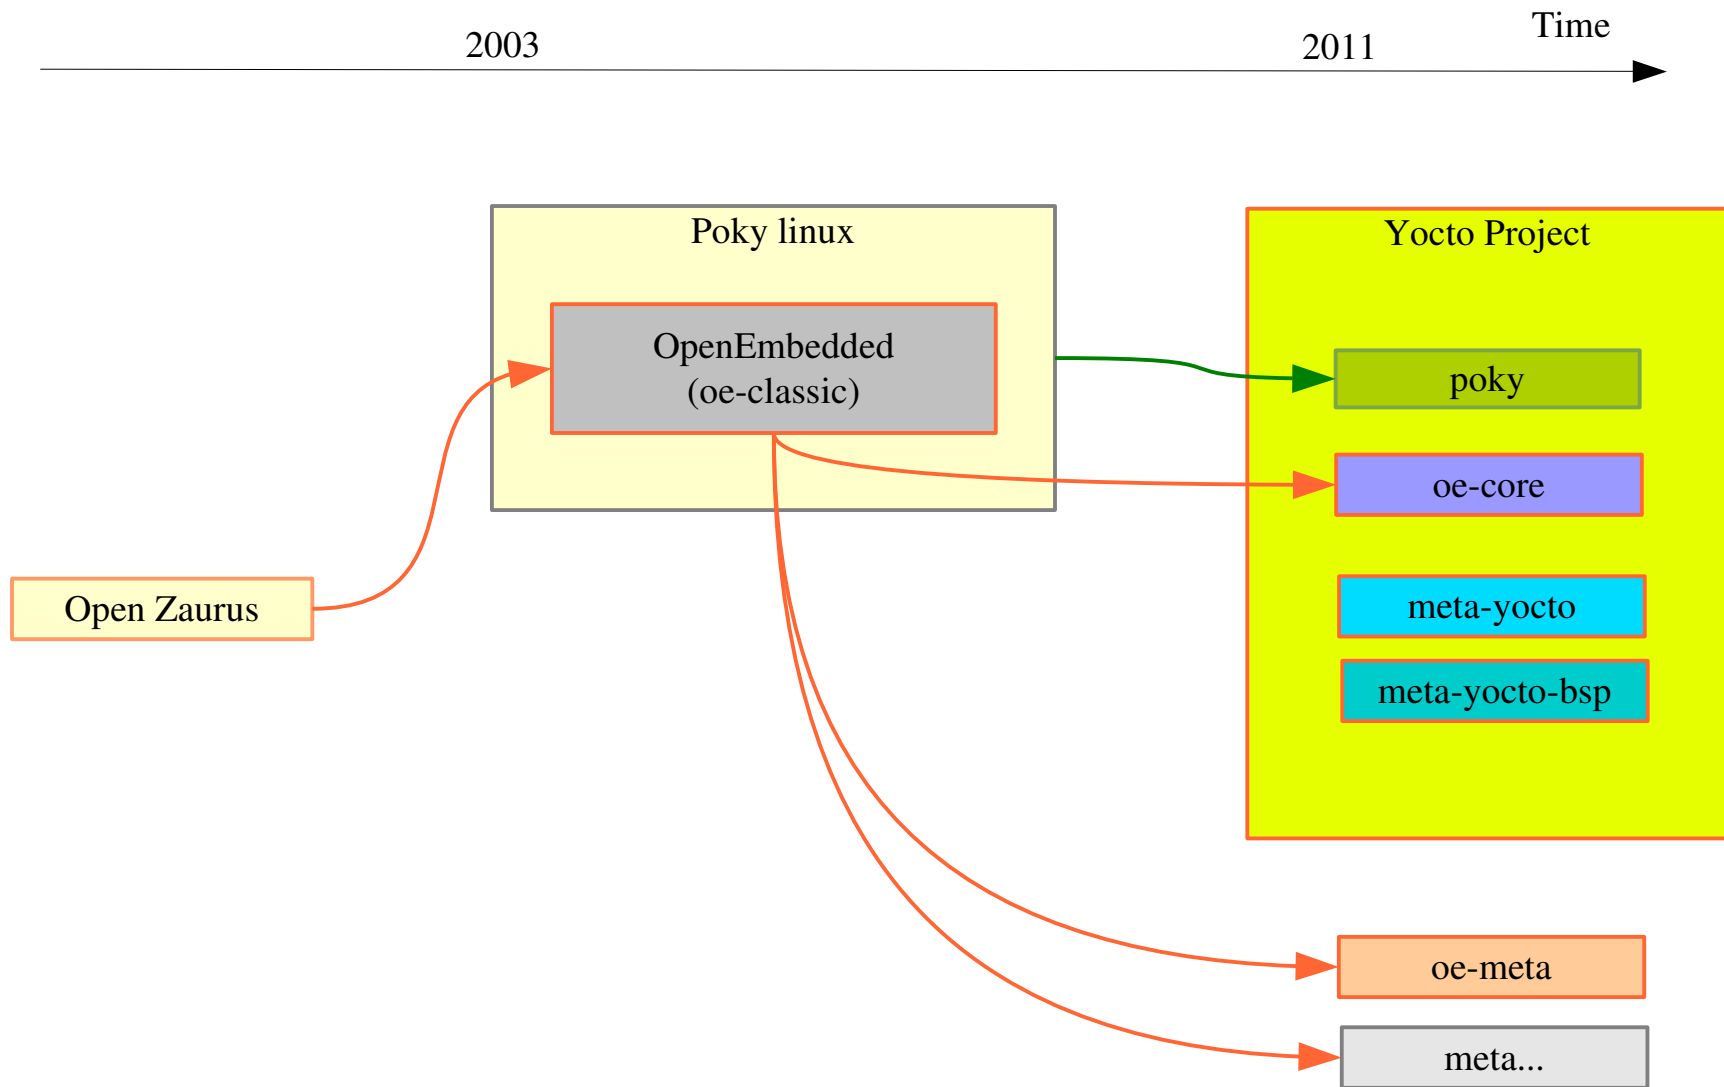 Time
2003
2011
Poky linux
Yocto Project
OpenEmbedded
(oe-classic)
poky
oe-core
Open Zaurus
meta-yocto
meta-yocto-bsp
oe-meta
meta...